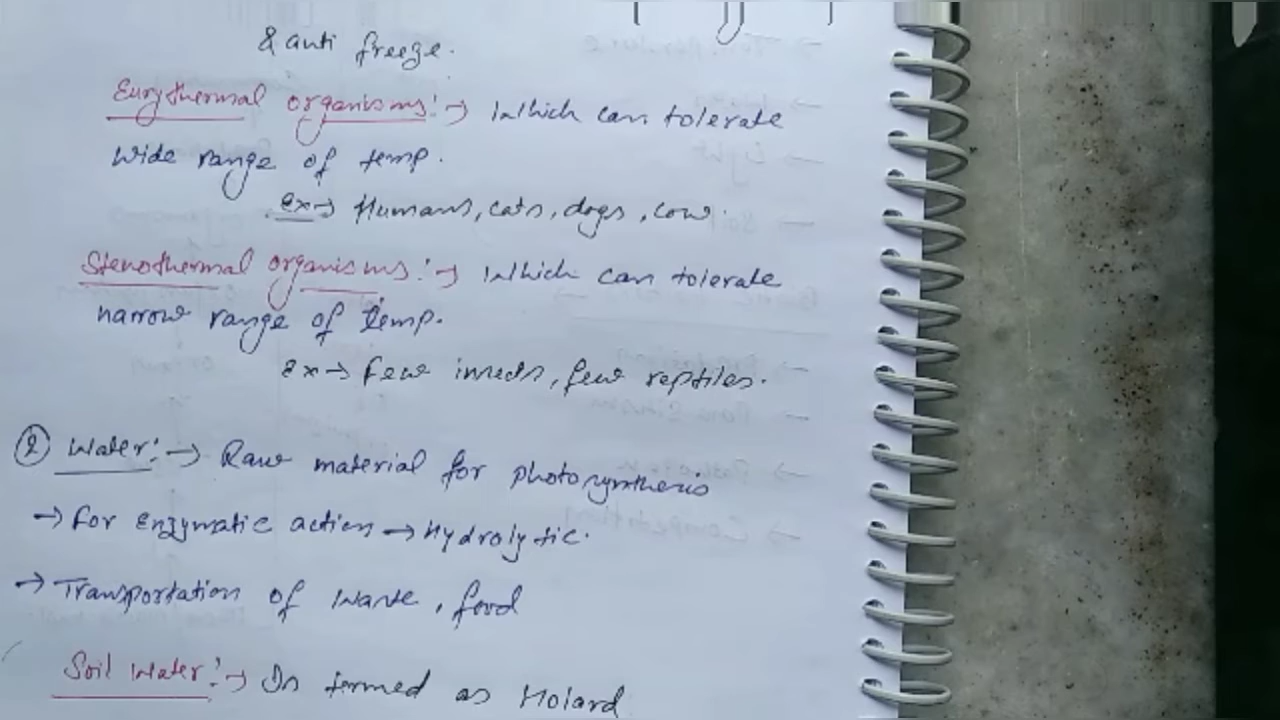 & anti freeze.
Eurythermal organisms:→ Which can tolerate
wide range of temp.
Ex→ Humans, cats, dogs, cow.
Stenothermal organisms:→ Which can tolerate
narrow range of temp.
Ex→ few insects, few reptiles.
② Water:→ Raw material for photosynthesis
→ For enzymatic action → Hydrolytic.
→ Transportation of waste, food
Soil Water:→ Is termed as Holard